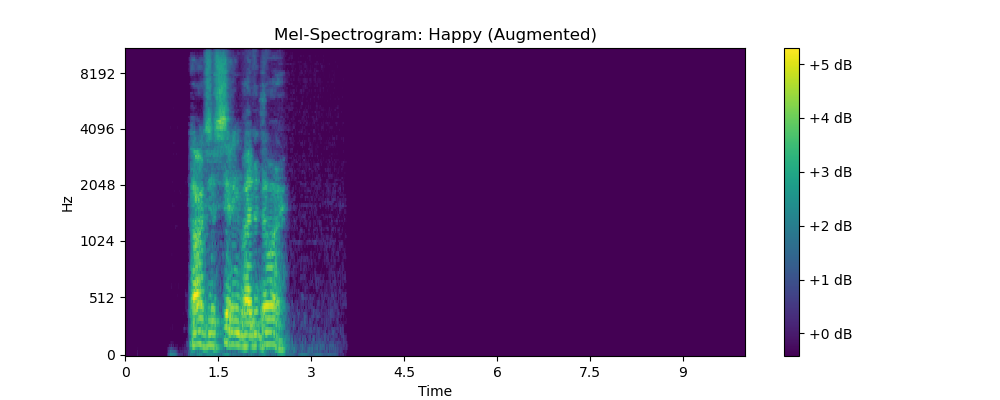 Mel-Spectrogram: Happy (Augmented)
8192
4096
2048
1024
512
0
Hz
0 1.5 3 4.5 6 7.5 9
Time
+5 dB
+4 dB
+3 dB
+2 dB
+1 dB
+0 dB